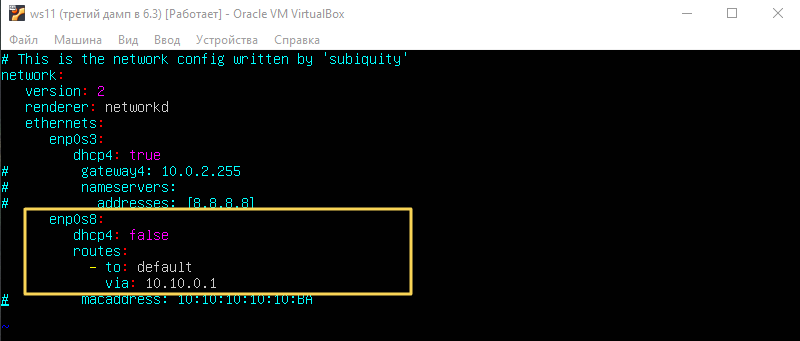 ws11 (третий дамп в 6.3) [Работает] - Oracle VM VirtualBox
Файл Машина Вид Ввод Устройства Справка
# This is the network config written by 'subiquity'
network:
   version: 2
   renderer: networkd
   ethernets:
      enp0s3:
         dhcp4: true
#         gateway4: 10.0.2.255
#         nameservers:
#           addresses: [8.8.8.8]
      enp0s8:
         dhcp4: false
         routes:
           - to: default
             via: 10.10.0.1
#         macaddress: 10:10:10:10:10:BA
~